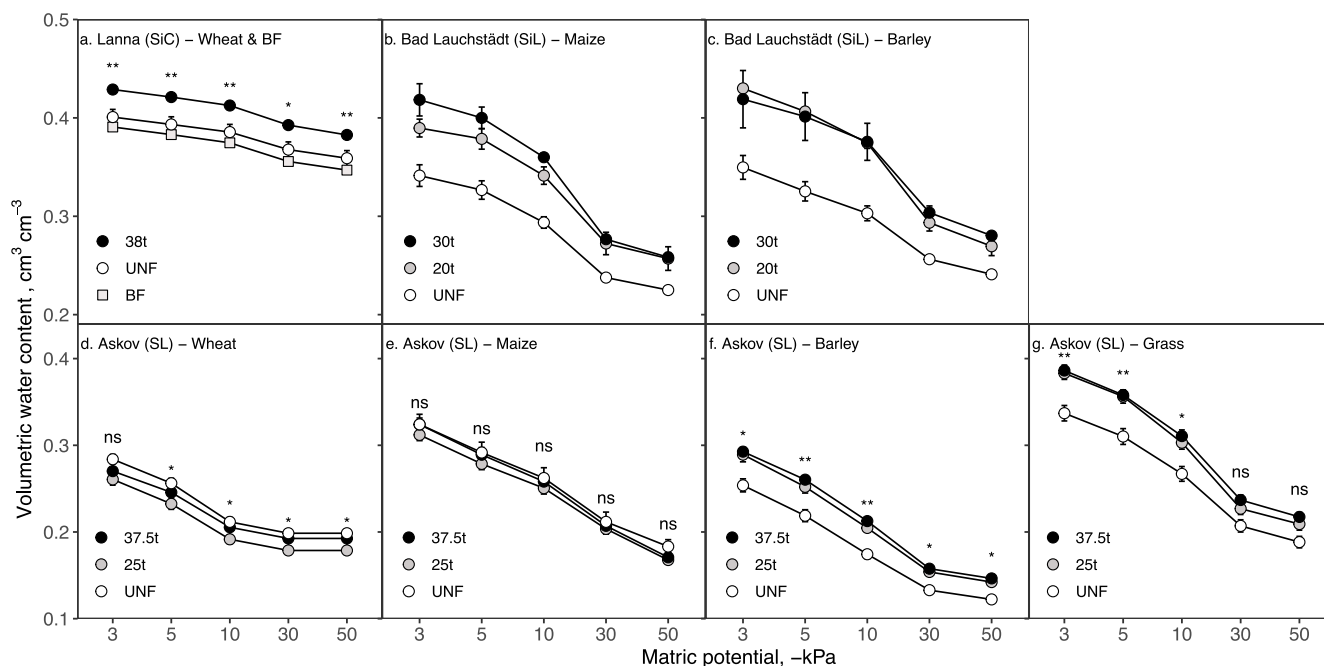 Volumetric water content , cm³ cm⁻³
0.5
0.4
0.3
0.2
a. Lanna (SiC) – Wheat & BF
** ** ** * **
38t
UNF
BF
b. Bad Lauchstädt (SiL) – Maize
30t
20t
UNF
c. Bad Lauchstädt (SiL) – Barley
30t
20t
UNF
0.4
0.3
0.2
0.1
d. Askov (SL) – Wheat
ns * * * *
37.5t
25t
UNF
3 5 10 30 50
e. Askov (SL) – Maize
ns ns ns ns ns
37.5t
25t
UNF
3 5 10 30 50
f. Askov (SL) – Barley
* ** ** * *
37.5t
25t
UNF
3 5 10 30 50
g. Askov (SL) – Grass
** ** * ns ns
37.5t
25t
UNF
3 5 10 30 50
Matric potential, −kPa